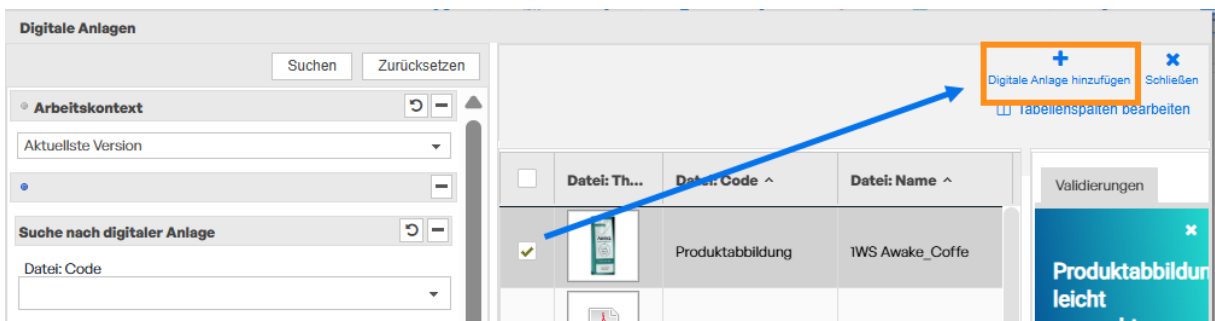 Digitale Anlagen
Suchen
Zurücksetzen
Digitale Anlage hinzufügen
Schließen
Arbeitskontext
Tabellenspalten bearbeiten
Aktuellste Version
Datei: Th...
Datei: Code
Datei: Name
Validierungen
Suche nach digitaler Anlage
Produktabbildung
1WS Awake_Coffe
Datei: Code
Produktabbildun
leicht